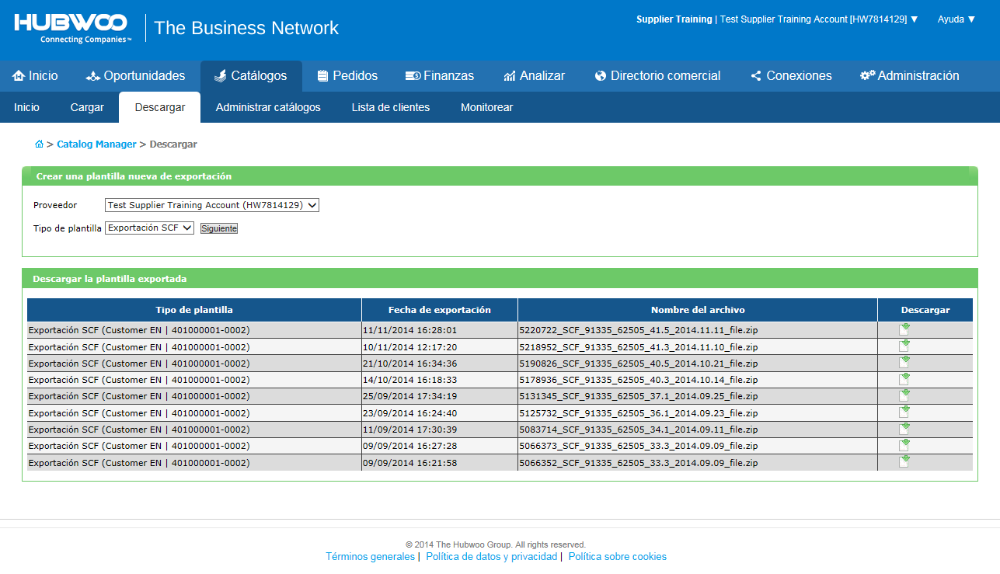 HUBWOO
Connecting Companies™
The Business Network
Supplier Training | Test Supplier Training Account [HW7814129] ▼ Ayuda ▼
Inicio Oportunidades Catálogos Pedidos Finanzas Analizar Directorio comercial Conexiones Administración
Inicio Cargar Descargar Administrar catálogos Lista de clientes Monitorear
> Catalog Manager > Descargar
Crear una plantilla nueva de exportación
Proveedor Test Supplier Training Account (HW7814129)
Tipo de plantilla Exportación SCF Siguiente
Descargar la plantilla exportada
Tipo de plantilla Fecha de exportación Nombre del archivo Descargar
Exportación SCF (Customer EN | 401000001-0002) 11/11/2014 16:28:01 5220722_SCF_91335_62505_41.5_2014.11.11_file.zip
Exportación SCF (Customer EN | 401000001-0002) 10/11/2014 12:17:20 5218952_SCF_91335_62505_41.3_2014.11.10_file.zip
Exportación SCF (Customer EN | 401000001-0002) 21/10/2014 16:34:36 5190826_SCF_91335_62505_40.5_2014.10.21_file.zip
Exportación SCF (Customer EN | 401000001-0002) 14/10/2014 16:18:33 5178936_SCF_91335_62505_40.3_2014.10.14_file.zip
Exportación SCF (Customer EN | 401000001-0002) 25/09/2014 17:34:19 5131345_SCF_91335_62505_37.1_2014.09.25_file.zip
Exportación SCF (Customer EN | 401000001-0002) 23/09/2014 16:24:40 5125732_SCF_91335_62505_36.1_2014.09.23_file.zip
Exportación SCF (Customer EN | 401000001-0002) 11/09/2014 17:30:39 5083714_SCF_91335_62505_34.1_2014.09.11_file.zip
Exportación SCF (Customer EN | 401000001-0002) 09/09/2014 16:27:28 5066373_SCF_91335_62505_33.3_2014.09.09_file.zip
Exportación SCF (Customer EN | 401000001-0002) 09/09/2014 16:21:58 5066352_SCF_91335_62505_33.3_2014.09.09_file.zip
© 2014 The Hubwoo Group. All rights reserved.
Términos generales | Política de datos y privacidad | Política sobre cookies